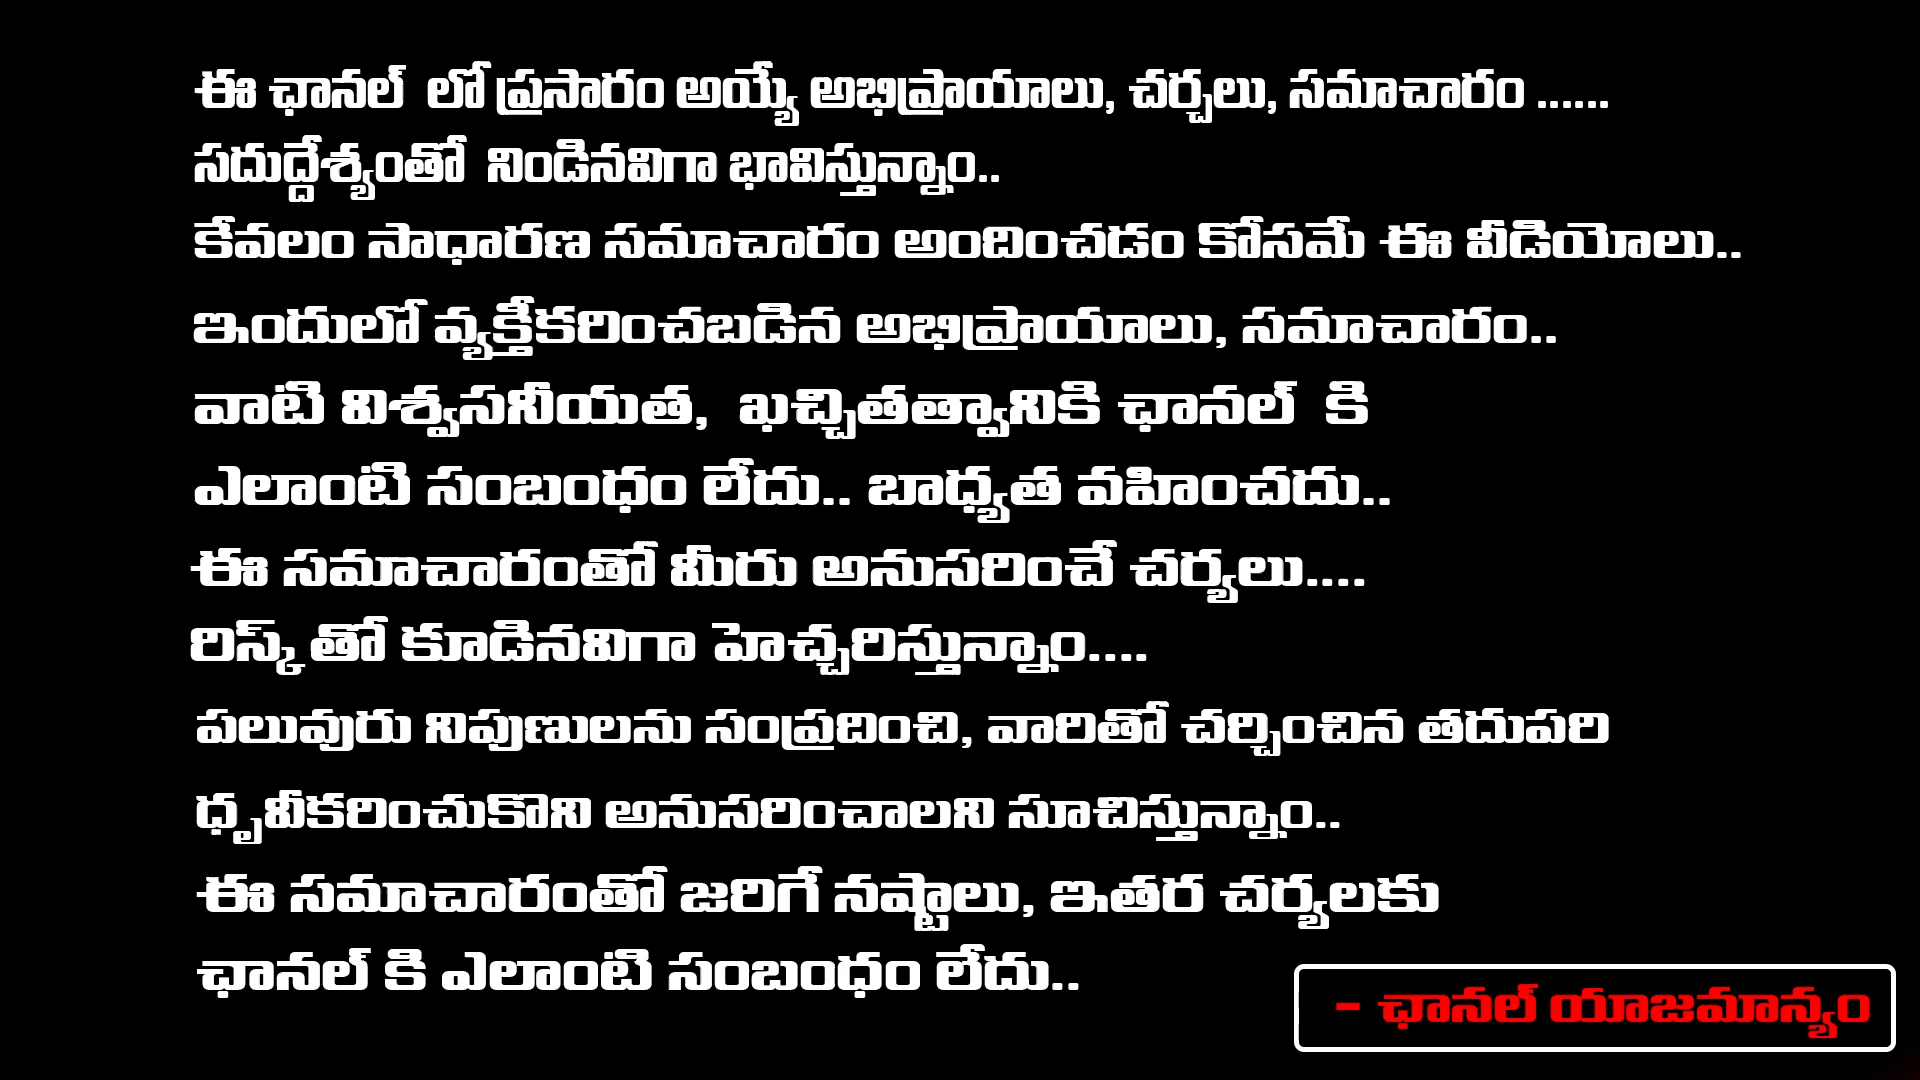 ఈ ఛానల్ లో ప్రసారం అయ్యే అభిప్రాయాలు, చర్చలు, సమాచారం ......
సదుద్దేశ్యంతో నిండినవిగా భావిస్తున్నాం..
కేవలం సాధారణ సమాచారం అందించడం కోసమే ఈ వీడియోలు..
ఇందులో వ్యక్తీకరించబడిన అభిప్రాయాలు, సమాచారం..
వాటి విశ్వసనీయత, ఖచ్చితత్వానికి ఛానల్ కి
ఎలాంటి సంబంధం లేదు.. బాధ్యత వహించదు..
ఈ సమాచారంతో మీరు అనుసరించే చర్యలు....
రిస్క్ తో కూడినవిగా హెచ్చరిస్తున్నాం....
పలువురు నిపుణులను సంప్రదించి, వారితో చర్చించిన తదుపరి
ధృవీకరించుకొని అనుసరించాలని సూచిస్తున్నాం..
ఈ సమాచారంతో జరిగే నష్టాలు, ఇతర చర్యలకు
ఛానల్ కి ఎలాంటి సంబంధం లేదు..
- ఛానల్ యాజమాన్యం